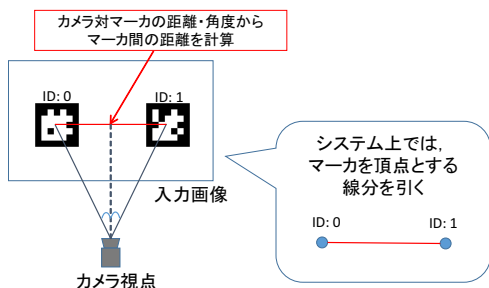 カメラ対マーカの距離・角度から
マーカ間の距離を計算
ID: 0
ID: 1
入力画像
カメラ視点
システム上では,
マーカを頂点とする
線分を引く
ID: 0
ID: 1